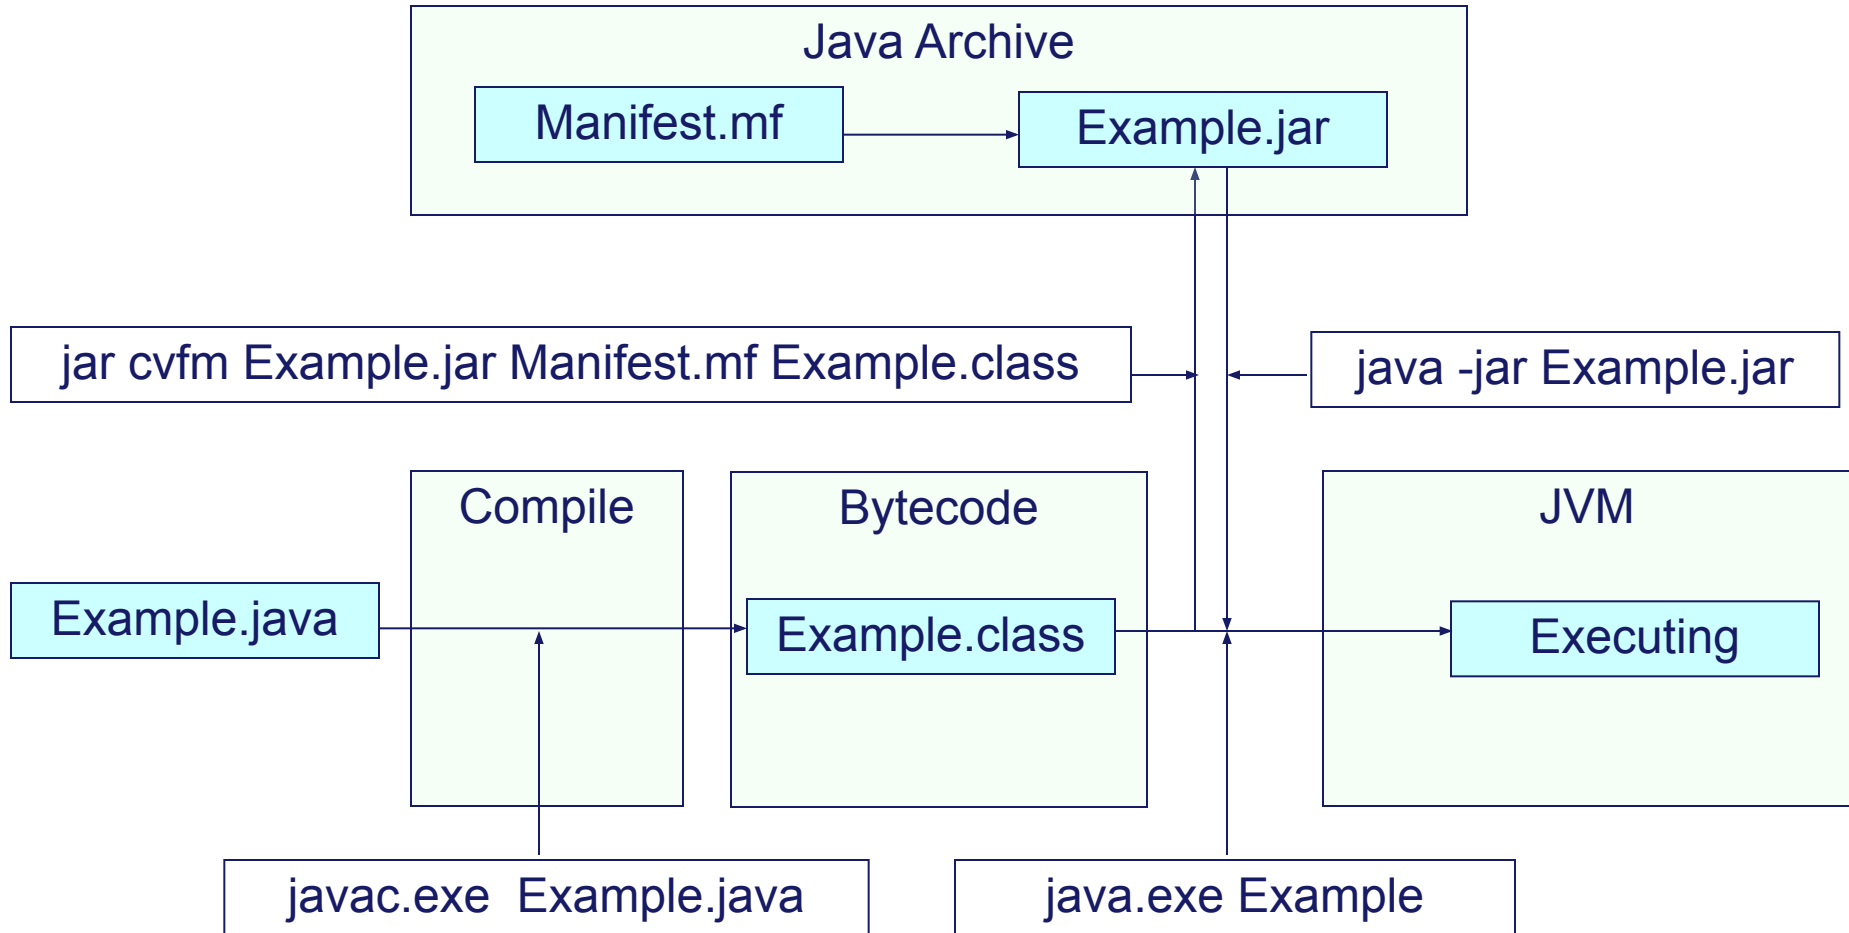 Java Archive
Manifest.mf
Example.jar
jar cvfm Example.jar Manifest.mf Example.class
java -jar Example.jar
Compile
Bytecode
JVM
Example.java
Example.class
Executing
javac.exe  Example.java
java.exe Example